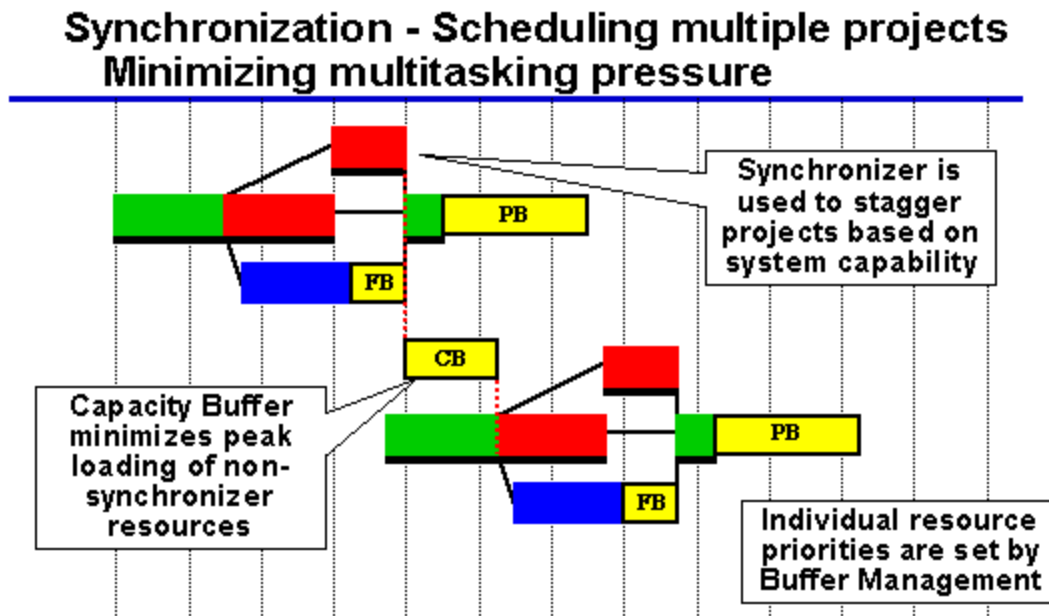 Synchronization - Scheduling multiple projects
Minimizing multitasking pressure
Synchronizer is
used to stagger
projects based on
system capability
PB
FB
CB
Capacity Buffer
minimizes peak
loading of non-
synchronizer
resources
PB
FB
Individual resource
priorities are set by
Buffer Management